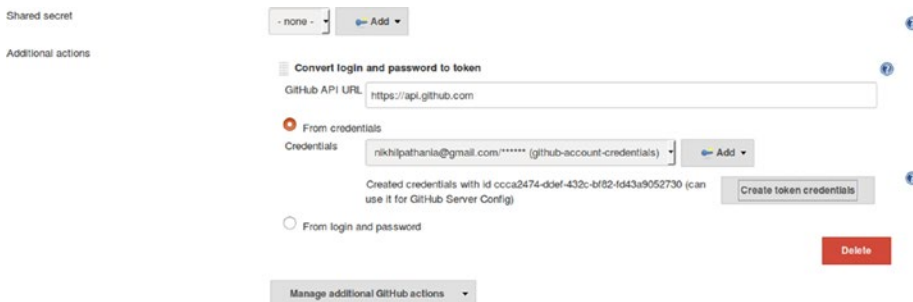 Shared secret
- none -
Add
Additional actions
Convert login and password to token
GitHub API URL
https://api.github.com
From credentials
Credentials
nikhilpathania@gmail.com/****** (github-account-credentials)
Add
Created credentials with id ccca2474-ddef-432c-bf82-fd43a9052730 (can
use it for GitHub Server Config)
Create token credentials
From login and password
Delete
Manage additional GitHub actions